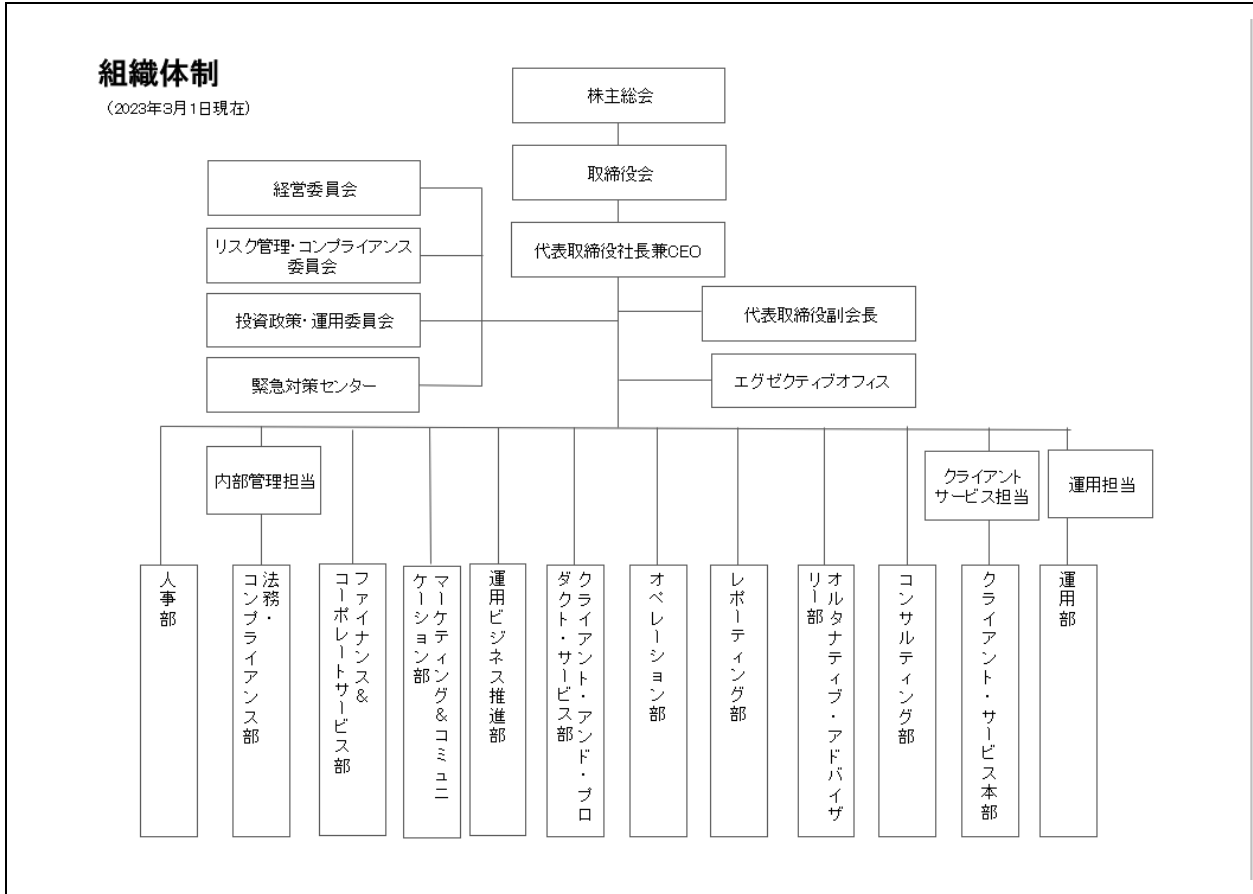 組織体制
（2023年3月1日現在）
株主総会
取締役会
経営委員会
代表取締役社長兼CEO
リスク管理・コンプライアンス
委員会
投資政策・運用委員会
代表取締役副会長
緊急対策センター
エグゼクティブオフィス
内部管理担当
クライアント
サービス担当
運用担当
人事部
法務・
コンプライアンス部
ファイナンス&
コーポレートサービス部
マーケティング&コミュニ
ケーション部
運用ビジネス推進部
クライアント・アンド・プロ
ダクト・サービス部
オペレーション部
レポーティング部
オルタナティブ・アドバイザ
リー部
コンサルティング部
クライアント・サービス本部
運用部